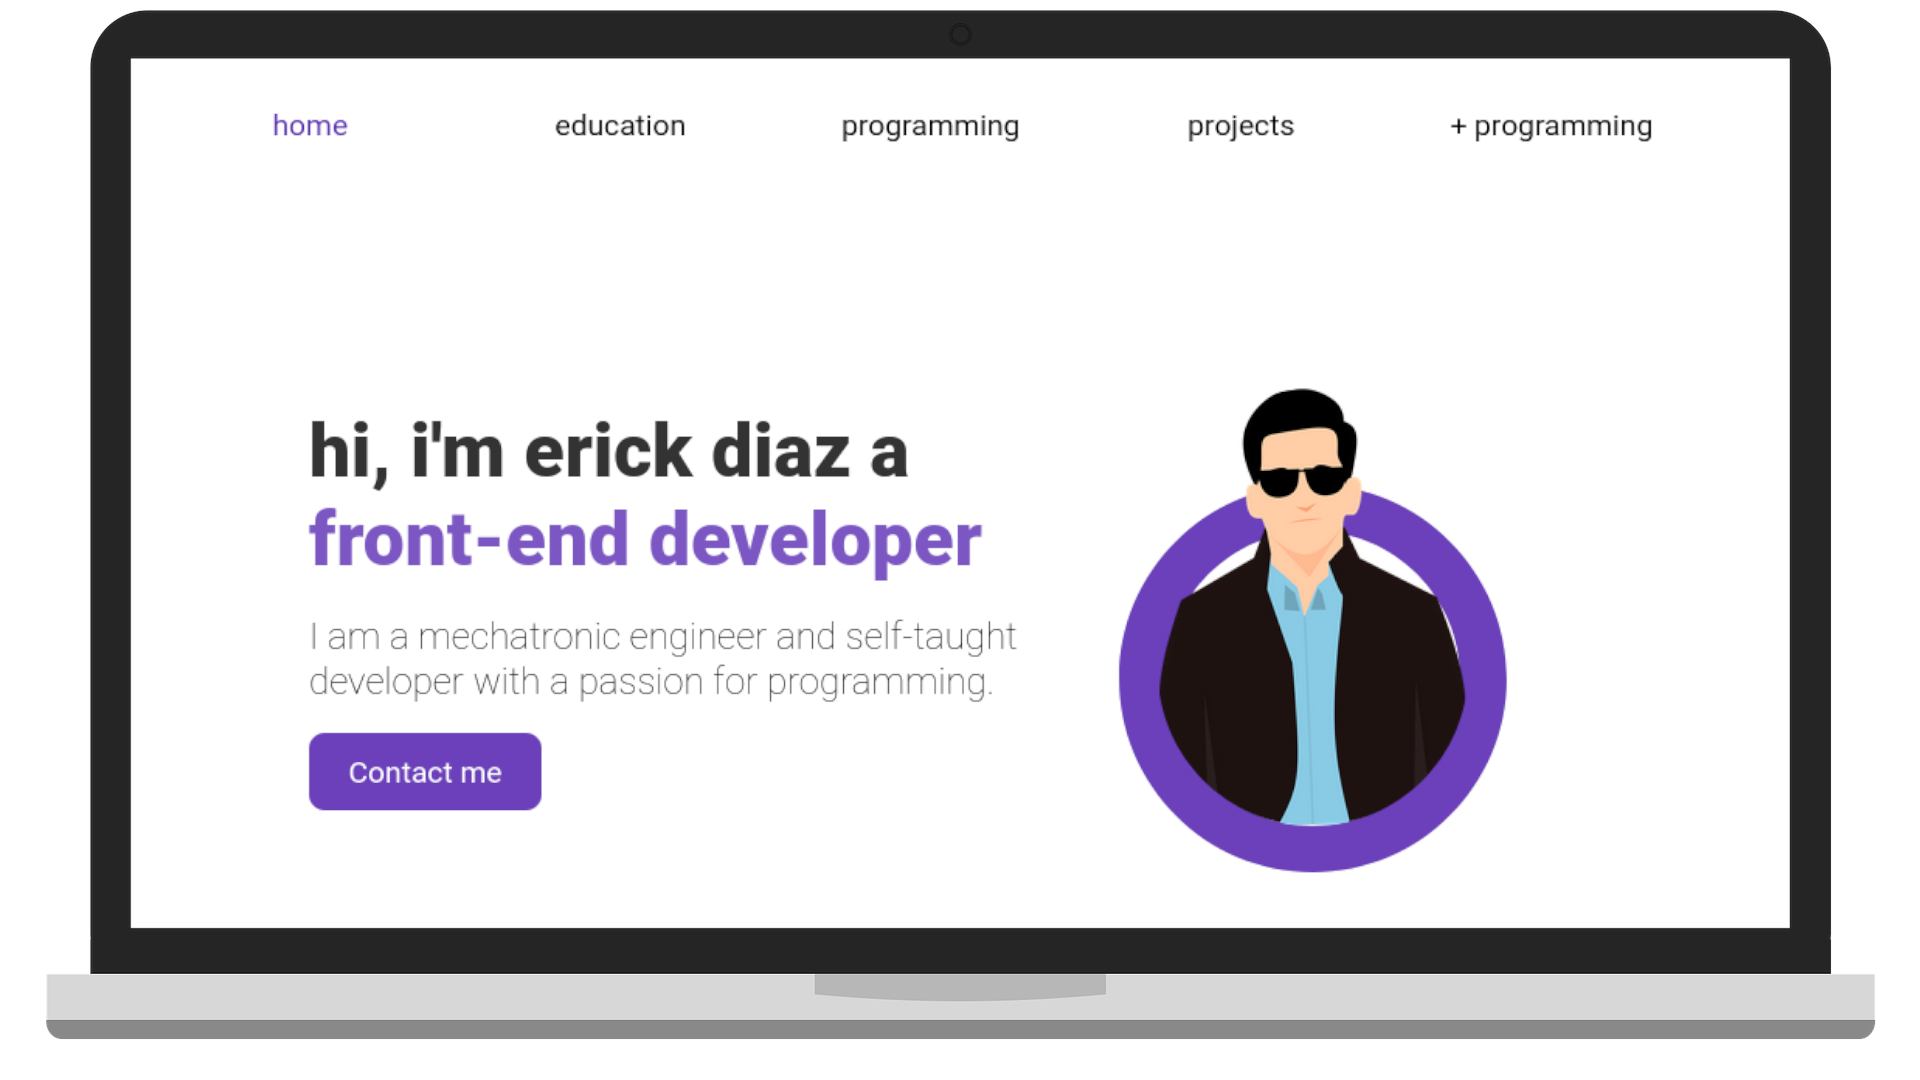 home education programming projects + programming
hi, i'm erick diaz a
front-end developer
I am a mechatronic engineer and self-taught
developer with a passion for programming.
Contact me